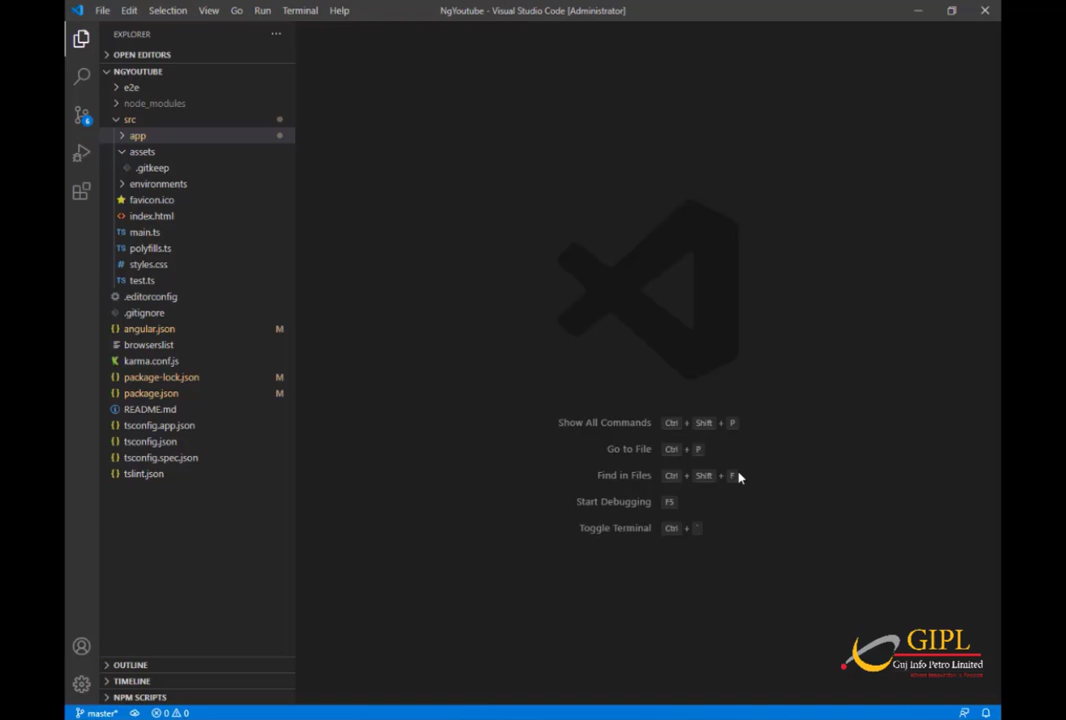 File Edit Selection View Go Run Terminal Help
NgYoutube - Visual Studio Code [Administrator]
EXPLORER
OPEN EDITORS
NGYOUTUBE
e2e
node_modules
src
app
assets
.gitkeep
environments
favicon.ico
index.html
TS main.ts
TS polyfills.ts
styles.css
TS test.ts
.editorconfig
.gitignore
{} angular.json M
browserslist
karma.conf.js
{} package-lock.json M
{} package.json M
README.md
{} tsconfig.app.json
{} tsconfig.json
{} tsconfig.spec.json
{} tslint.json
OUTLINE
TIMELINE
NPM SCRIPTS
6
Show All Commands Ctrl + Shift + P
Go to File Ctrl + P
Find in Files Ctrl + Shift + F
Start Debugging F5
Toggle Terminal Ctrl + `
GIPL
Guj Info Petro Limited
master* 0 0